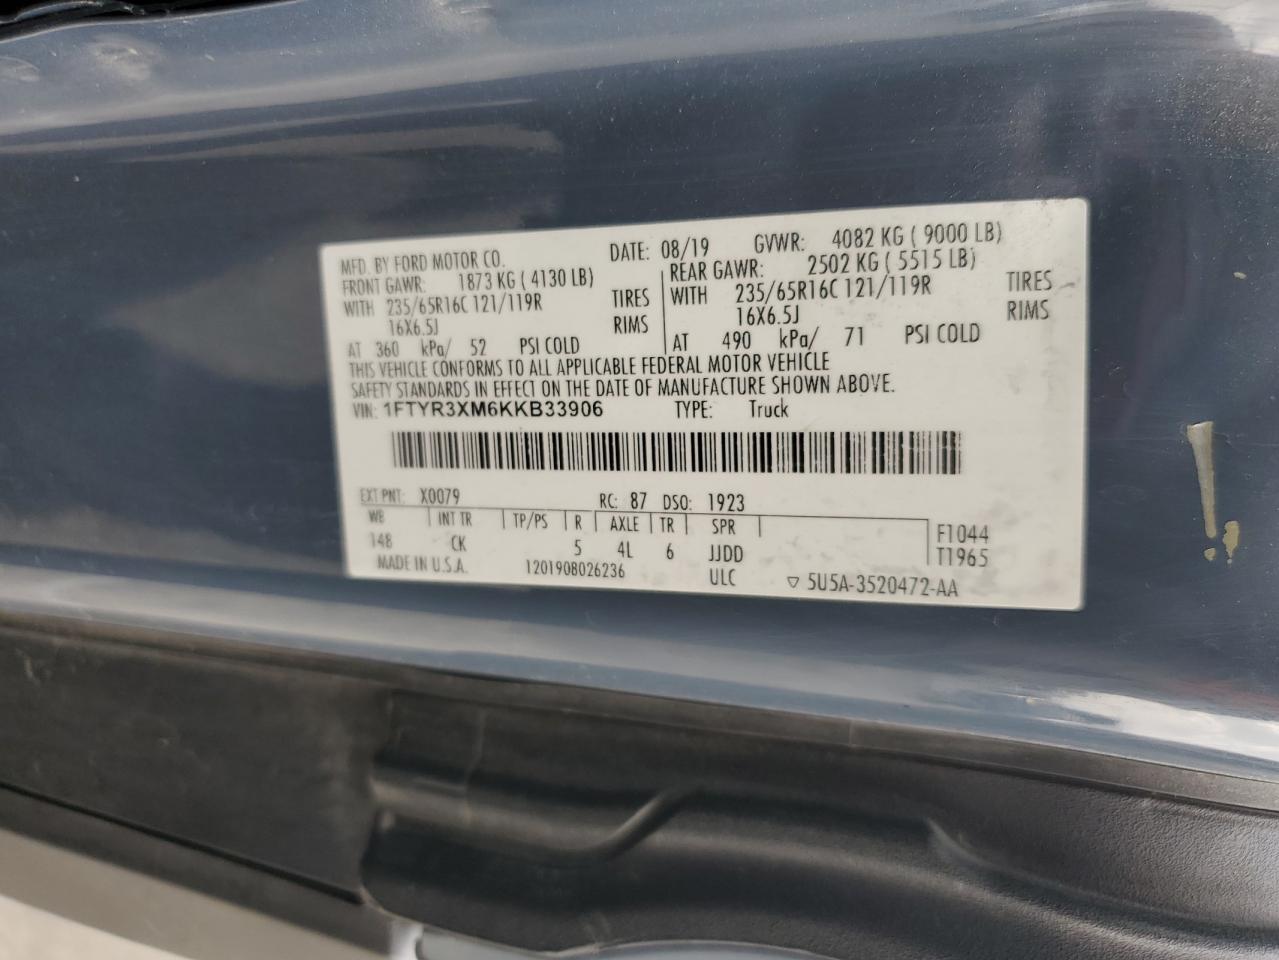 MFD. BY FORD MOTOR CO. DATE: 08/19 GVWR: 4082 KG ( 9000 LB)
FRONT GAWR: 1873 KG ( 4130 LB) REAR GAWR: 2502 KG ( 5515 LB)
WITH 235/65R16C 121/119R TIRES WITH 235/65R16C 121/119R TIRES
16X6.5J RIMS 16X6.5J RIMS
AT 360 kPa/ 52 PSI COLD AT 490 kPa/ 71 PSI COLD
THIS VEHICLE CONFORMS TO ALL APPLICABLE FEDERAL MOTOR VEHICLE
SAFETY STANDARDS IN EFFECT ON THE DATE OF MANUFACTURE SHOWN ABOVE.
VIN: 1FTYR3XM6KKB33906 TYPE: Truck
EXT PNT: X0079 RC: 87 DSO: 1923
WB INT TR TP/PS R AXLE TR SPR F1044
148 CK 5 4L 6 JJDD T1965
MADE IN U.S.A. 1201908026236 ULC ▽ 5U5A-3520472-AA